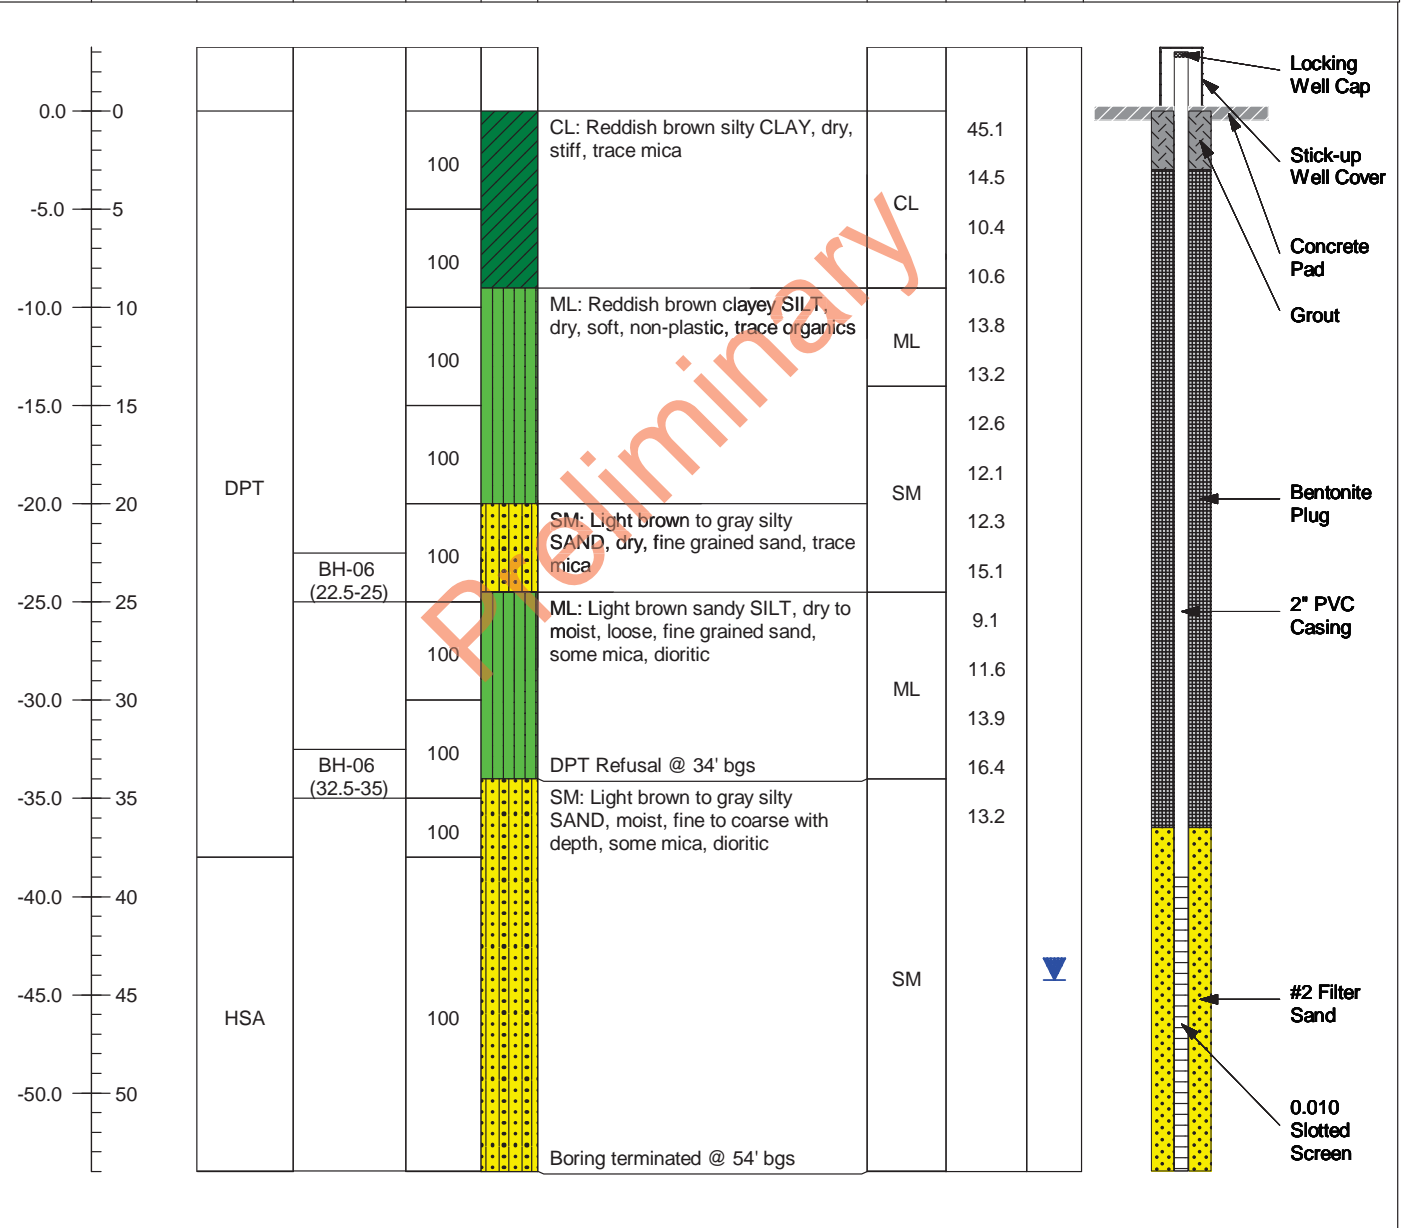 0.0 0
-5.0 5
-10.0 10
-15.0 15
-20.0 20
-25.0 25
-30.0 30
-35.0 35
-40.0 40
-45.0 45
-50.0 50
DPT
HSA
BH-06
(22.5-25)
BH-06
(32.5-35)
100
100
100
100
100
100
100
100
100
CL: Reddish brown silty CLAY, dry,
stiff, trace mica
ML: Reddish brown clayey SILT,
dry, soft, non-plastic, trace organics
SM: Light brown to gray silty
SAND, dry, fine grained sand, trace
mica
ML: Light brown sandy SILT, dry to
moist, loose, fine grained sand,
some mica, dioritic
DPT Refusal @ 34' bgs
SM: Light brown to gray silty
SAND, moist, fine to coarse with
depth, some mica, dioritic
Boring terminated @ 54' bgs
CL
ML
SM
ML
SM
45.1
14.5
10.4
10.6
13.8
13.2
12.6
12.1
12.3
15.1
9.1
11.6
13.9
16.4
13.2
Locking
Well Cap
Stick-up
Well Cover
Concrete
Pad
Grout
Bentonite
Plug
2" PVC
Casing
#2 Filter
Sand
0.010
Slotted
Screen
Preliminary